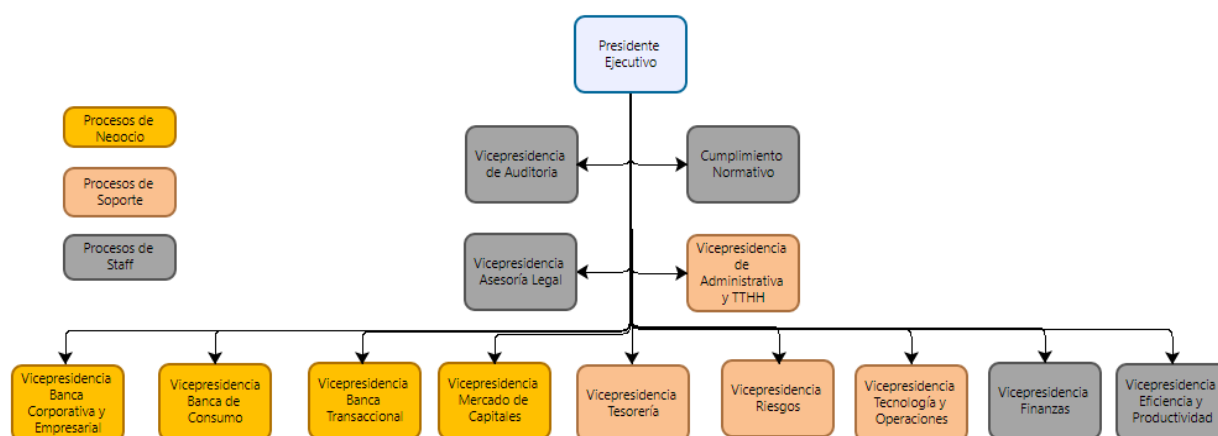 Presidente
Ejecutivo
Procesos de
Negocio
Vicepresidencia
de Auditoria
Cumplimiento
Normativo
Procesos de
Soporte
Procesos de
Staff
Vicepresidencia
Asesoría Legal
Vicepresidencia
de
Administrativa
y TTHH
Vicepresidencia
Banca
Corporativa y
Empresarial
Vicepresidencia
Banca de
Consumo
Vicepresidencia
Banca
Transaccional
Vicepresidencia
Mercado de
Capitales
Vicepresidencia
Tesorería
Vicepresidencia
Riesgos
Vicepresidencia
Tecnología y
Operaciones
Vicepresidencia
Finanzas
Vicepresidencia
Eficiencia y
Productividad